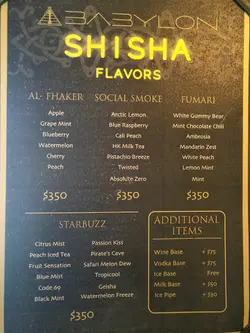 BABYLON
SHISHA
FLAVORS
AL- FHAKER
Apple
Grape Mint
Blueberry
Watermelon
Cherry
Peach
$350
SOCIAL SMOKE
Arctic Lemon
Blue Raspberry
Cali Peach
HK Milk Tea
Pistachio Breeze
Twisted
Absolute Zero
$350
FUMARI
White Gummy Bear
Mint Chocolate Chill
Ambrosia
Mandarin Zest
White Peach
Lemon Mint
Mint
$350
STARBUZZ
Citrus Mist
Peach Iced Tea
Fruit Sensation
Blue Mist
Code 69
Black Mint
Passion Kiss
Pirate's Cave
Safari Melon Dew
Tropicool
Geisha
Watermelon Freeze
$350
ADDITIONAL
ITEMS
Wine Base + $75
Vodka Base + $75
Ice Base Free
Milk Base + $50
Ice Pipe + $90